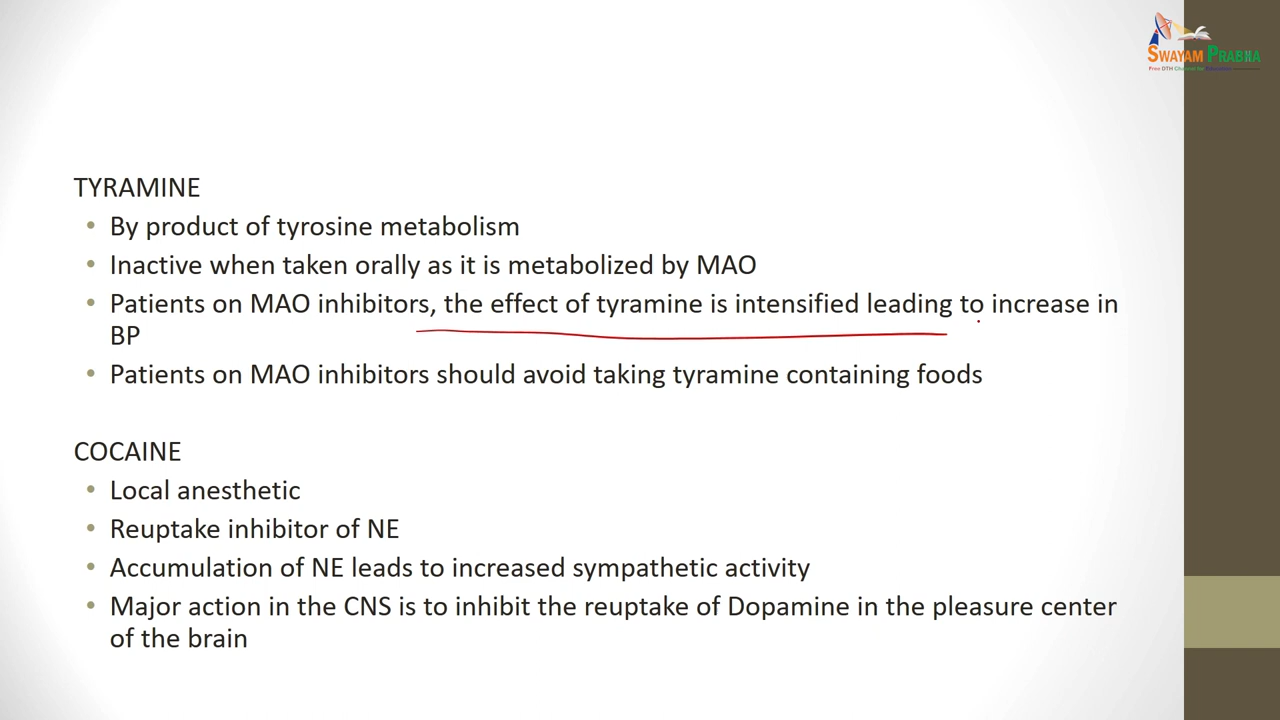 SWAYAM PRABHA
Free DTH Channel for Education
TYRAMINE
• By product of tyrosine metabolism
• Inactive when taken orally as it is metabolized by MAO
• Patients on MAO inhibitors, the effect of tyramine is intensified leading to increase in
BP
• Patients on MAO inhibitors should avoid taking tyramine containing foods
COCAINE
• Local anesthetic
• Reuptake inhibitor of NE
• Accumulation of NE leads to increased sympathetic activity
• Major action in the CNS is to inhibit the reuptake of Dopamine in the pleasure center
of the brain